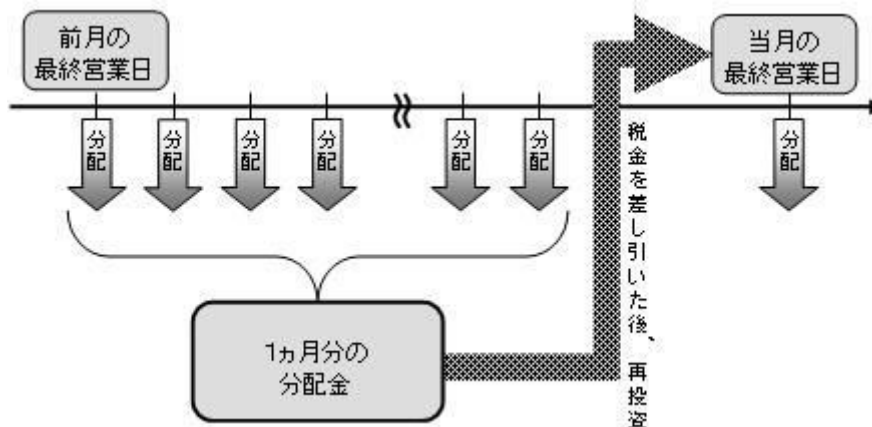 前月の
最終営業日
当月の
最終営業日
分配
分配
分配
分配
分配
分配
分配
税金を差し引いた後、再投資
1ヵ月分の
分配金